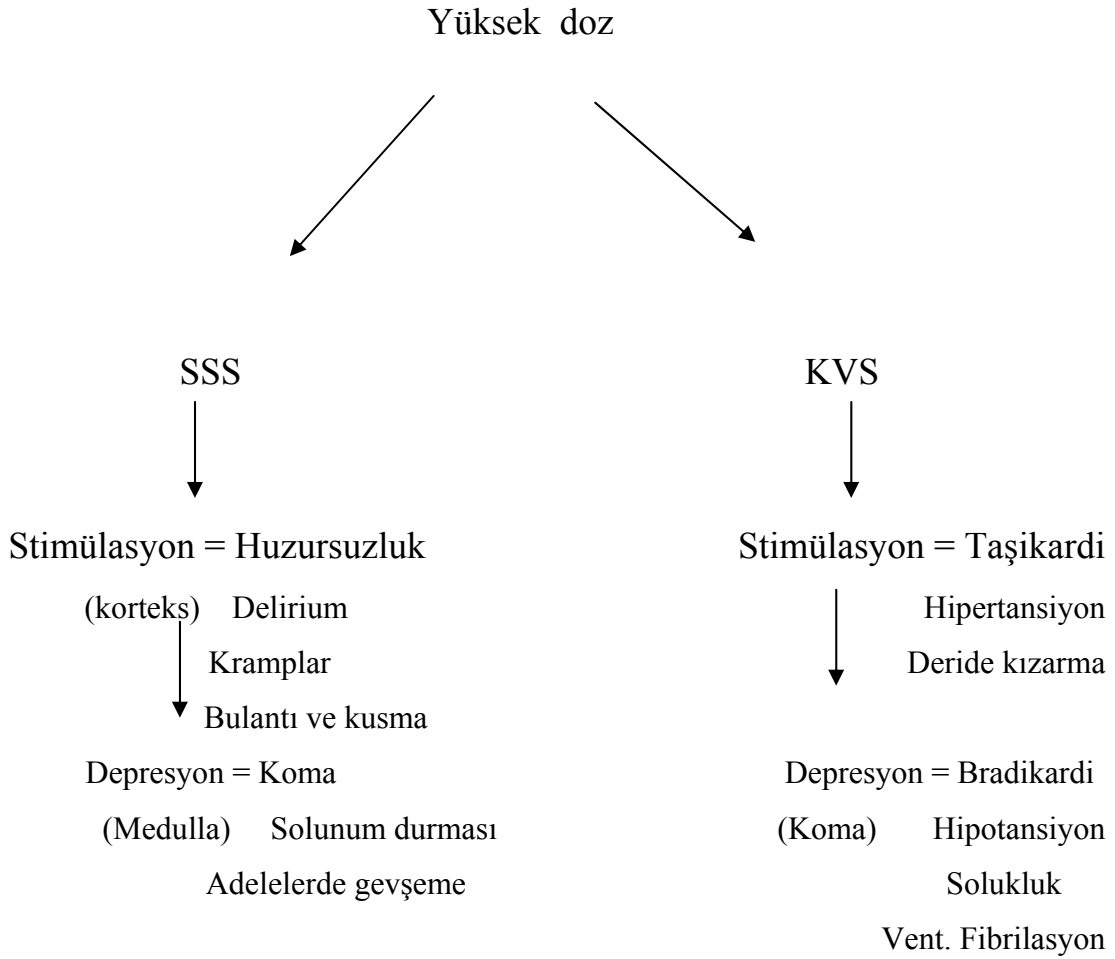 Yüksek doz
SSS
KVS
Stimülasyon = Huzursuzluk
(korteks) Delirium
Kramplar
Bulantı ve kusma
Depresyon = Koma
(Medulla) Solunum durması
Adelelerde gevşeme
Stimülasyon = Taşikardi
Hipertansiyon
Deride kızarma
Depresyon = Bradikardi
(Koma) Hipotansiyon
Solukluk
Vent. Fibrilasyon